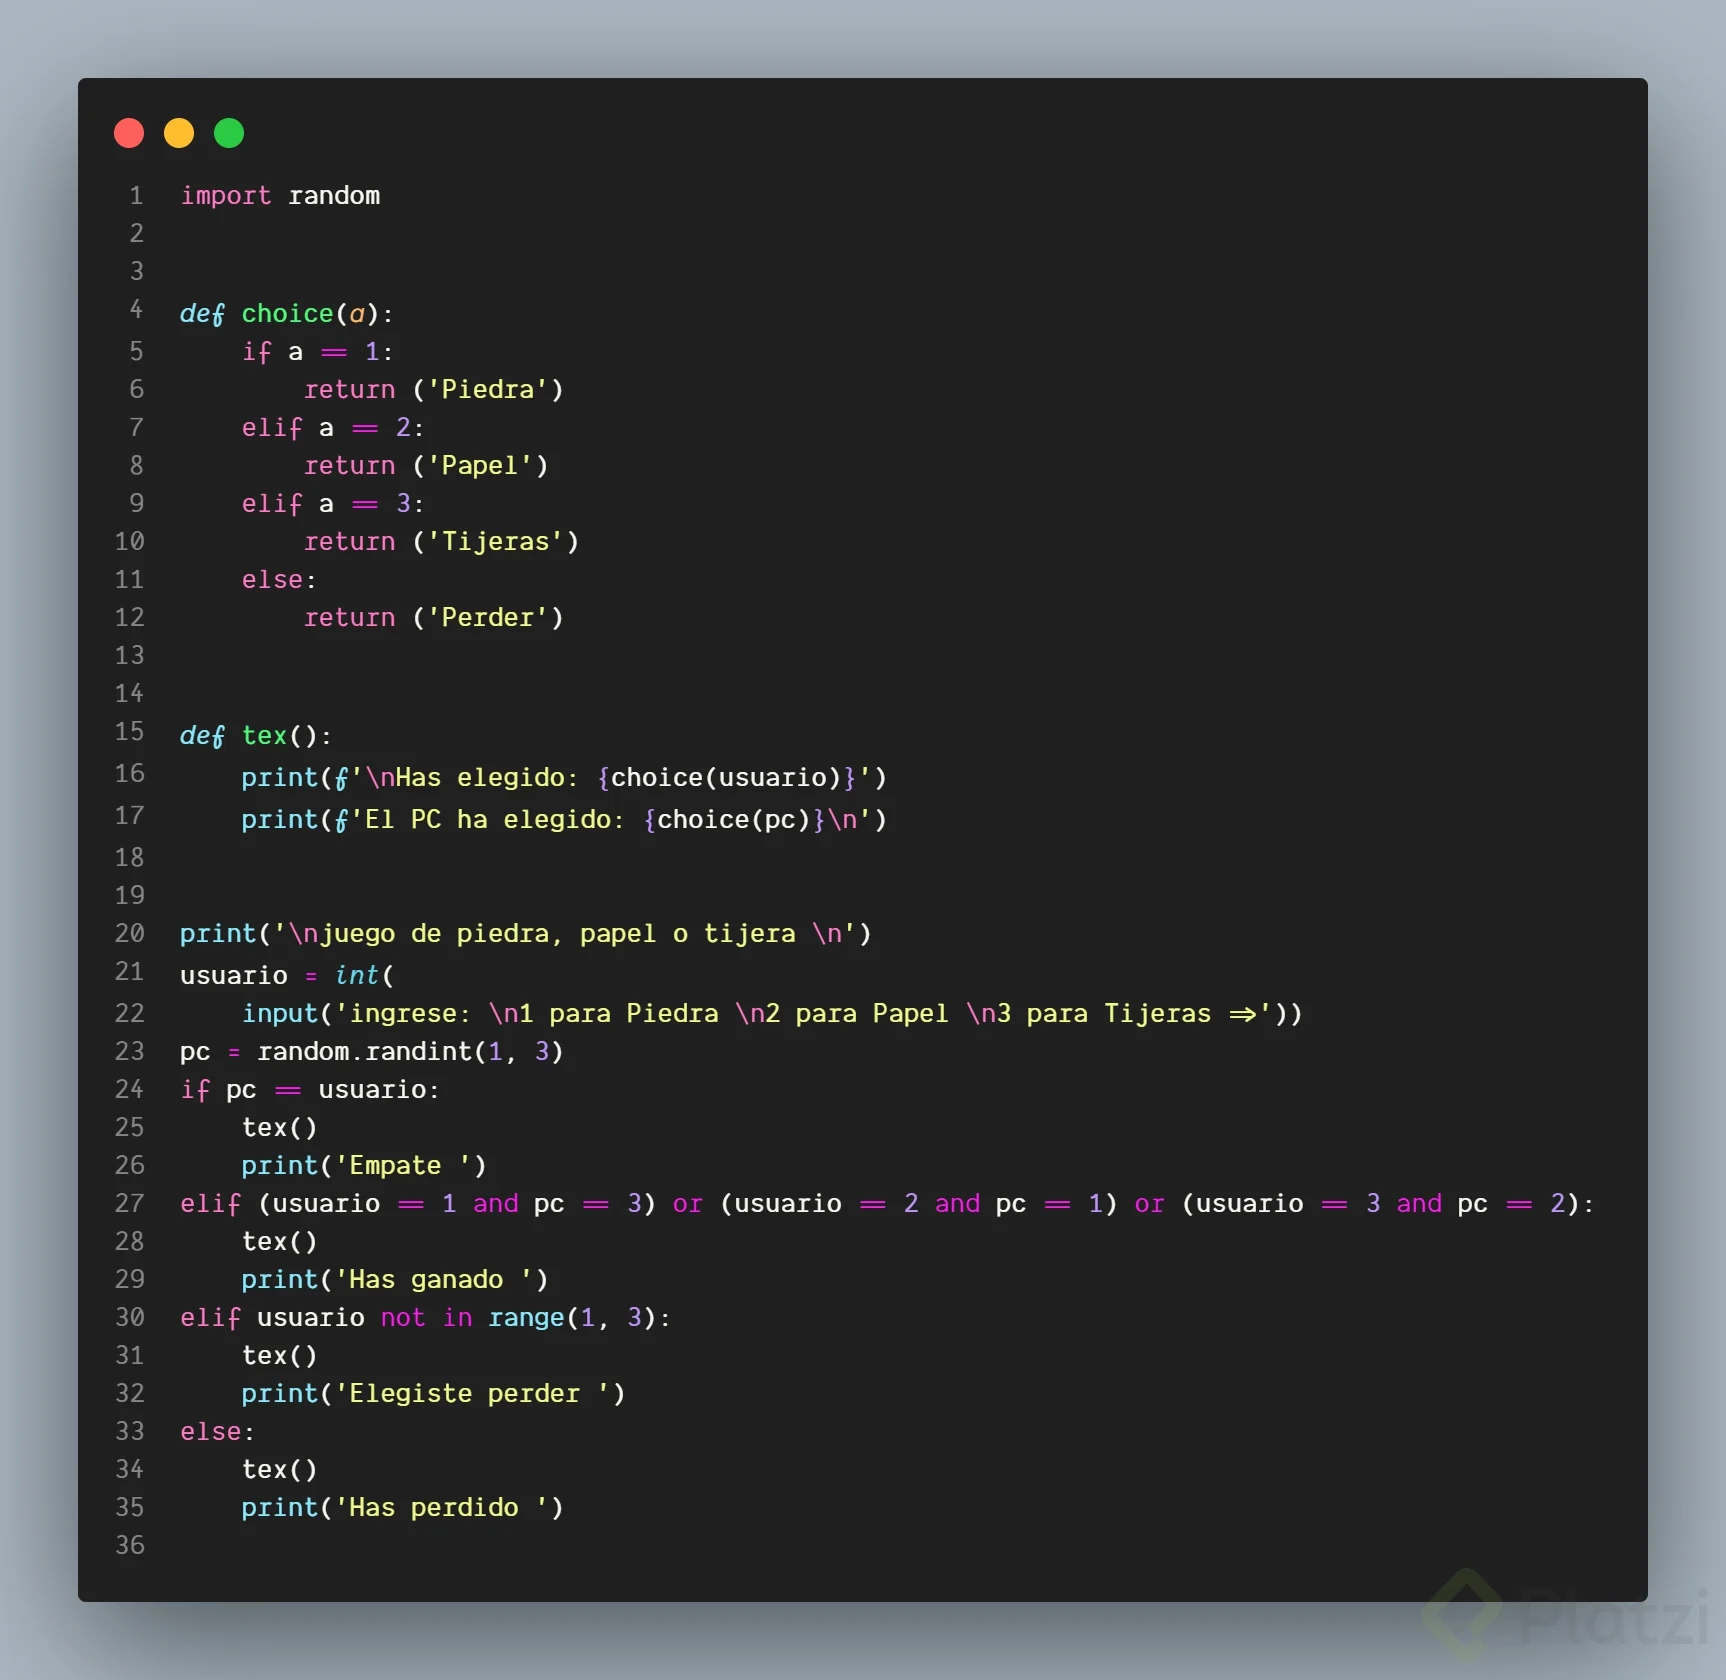 1 import random
2
3
4 def choice(a):
5     if a == 1:
6         return ('Piedra')
7     elif a == 2:
8         return ('Papel')
9     elif a == 3:
10         return ('Tijeras')
11     else:
12         return ('Perder')
13
14
15 def tex():
16     print(f'\nHas elegido: {choice(usuario)}')
17     print(f'El PC ha elegido: {choice(pc)}\n')
18
19
20 print('\njuego de piedra, papel o tijera \n')
21 usuario = int(
22     input('ingrese: \n1 para Piedra \n2 para Papel \n3 para Tijeras =>'))
23 pc = random.randint(1, 3)
24 if pc == usuario:
25     tex()
26     print('Empate ')
27 elif (usuario == 1 and pc == 3) or (usuario == 2 and pc == 1) or (usuario == 3 and pc == 2):
28     tex()
29     print('Has ganado ')
30 elif usuario not in range(1, 3):
31     tex()
32     print('Elegiste perder ')
33 else:
34     tex()
35     print('Has perdido ')
36
Platzi